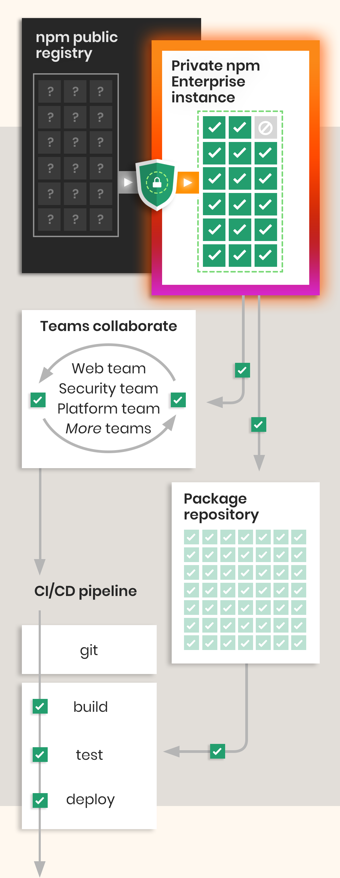 npm public
registry
? ? ?
? ? ?
? ? ?
? ? ?
? ? ?
? ? ?
Private npm
Enterprise
instance
Teams collaborate
Web team
Security team
Platform team
More teams
Package
repository
CI/CD pipeline
git
build
test
deploy